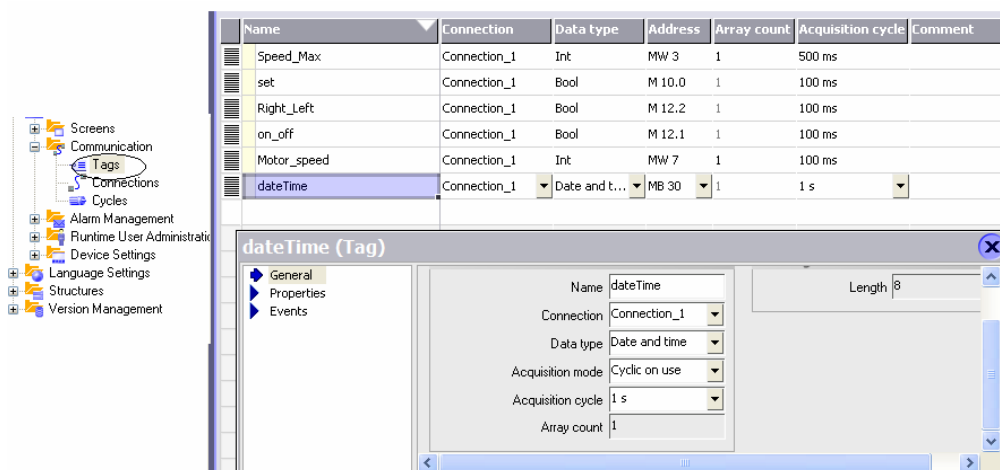 Screens
Communication
Tags
Connections
Cycles
Alarm Management
Runtime User Administratio
Device Settings
Language Settings
Structures
Version Management
Name Connection Data type Address Array count Acquisition cycle Comment
Speed_Max Connection_1 Int MW 3 1 500 ms
set Connection_1 Bool M 10.0 1 100 ms
Right_Left Connection_1 Bool M 12.2 1 100 ms
on_off Connection_1 Bool M 12.1 1 100 ms
Motor_speed Connection_1 Int MW 7 1 100 ms
dateTime Connection_1 Date and t... MB 30 1 1 s
dateTime (Tag)
General
Properties
Events
Name dateTime
Connection Connection_1
Data type Date and time
Acquisition mode Cyclic on use
Acquisition cycle 1 s
Array count 1
Length 8